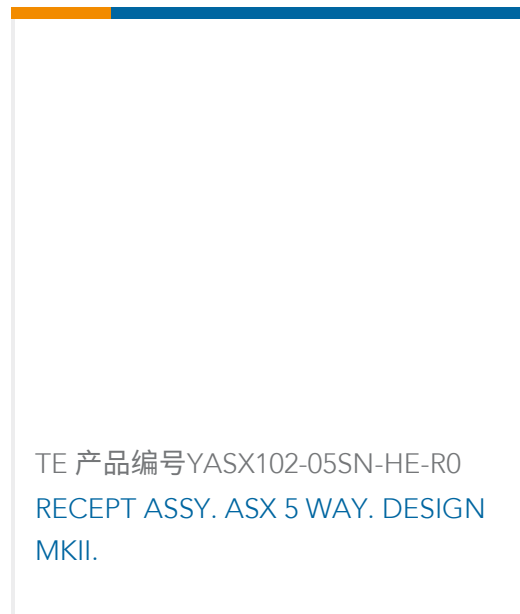 TE 产品编号YASX102-05SN-HE-R0
RECEPT ASSY. ASX 5 WAY. DESIGN
MKII.